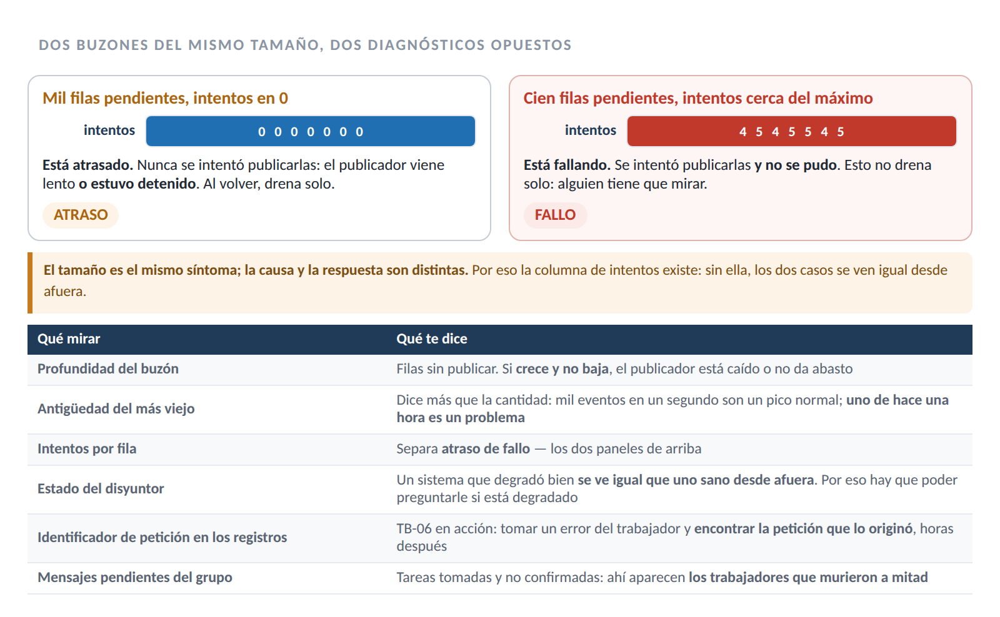 DOS BUZONES DEL MISMO TAMAÑO, DOS DIAGNÓSTICOS OPUESTOS
Mil filas pendientes, intentos en 0
intentos
0 0 0 0 0 0 0
Está atrasado. Nunca se intentó publicarlas: el publicador viene
lento o estuvo detenido. Al volver, drena solo.
ATRASO
Cien filas pendientes, intentos cerca del máximo
intentos
4 5 4 5 5 4 5
Está fallando. Se intentó publicarlas y no se pudo. Esto no drena
solo: alguien tiene que mirar.
FALLO
El tamaño es el mismo síntoma; la causa y la respuesta son distintas. Por eso la columna de intentos existe: sin ella, los dos casos se ven igual desde
afuera.
Qué mirar
Qué te dice
Profundidad del buzón
Filas sin publicar. Si crece y no baja, el publicador está caído o no da abasto
Antigüedad del más viejo
Dice más que la cantidad: mil eventos en un segundo son un pico normal; uno de hace una
hora es un problema
Intentos por fila
Separa atraso de fallo — los dos paneles de arriba
Estado del disyuntor
Un sistema que degradó bien se ve igual que uno sano desde afuera. Por eso hay que poder
preguntarle si está degradado
Identificador de petición en los registros
TB-06 en acción: tomar un error del trabajador y encontrar la petición que lo originó, horas
después
Mensajes pendientes del grupo
Tareas tomadas y no confirmadas: ahí aparecen los trabajadores que murieron a mitad